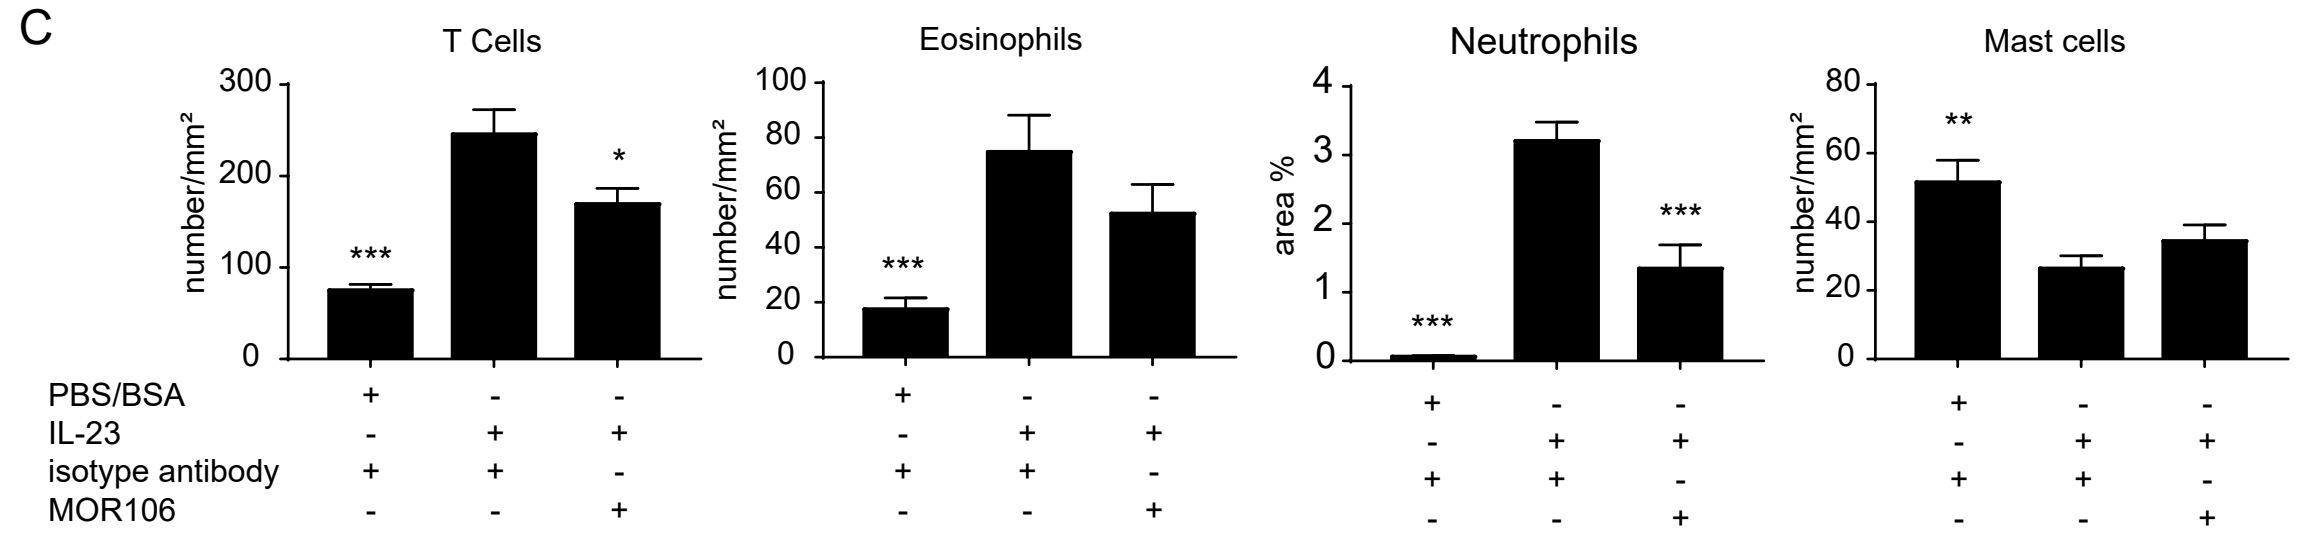 C
T Cells
Eosinophils
Neutrophils
Mast cells
number/mm²
300
200
100
0
***
*
number/mm²
100
80
60
40
20
0
***
area %
4
3
2
1
0
***
***
number/mm²
80
60
40
20
0
**
PBS/BSA + - - + - - + - - + - -
IL-23 - + + - + + - + + - + +
isotype antibody + + - + + - + + - + + -
MOR106 - - + - - + - - + - - +